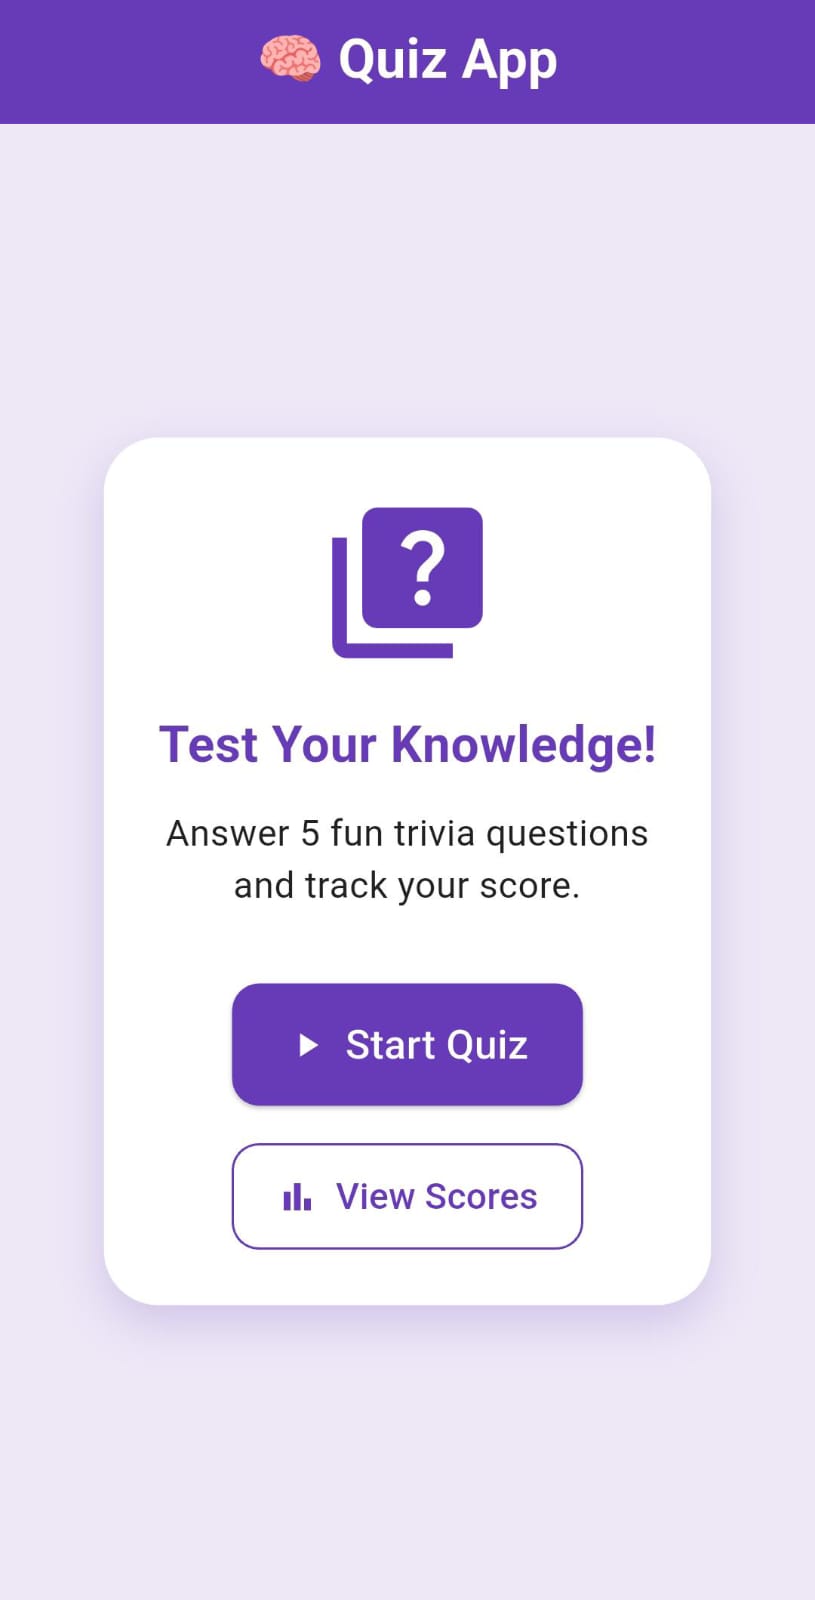 🧠 Quiz App
?
Test Your Knowledge!
Answer 5 fun trivia questions
and track your score.
Start Quiz
View Scores